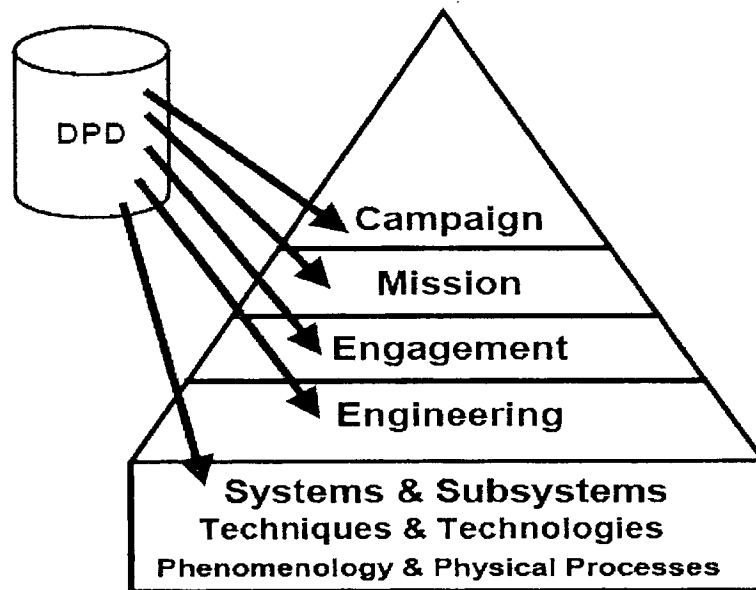 DPD
Campaign
Mission
Engagement
Engineering
Systems & Subsystems
Techniques & Technologies
Phenomenology & Physical Processes